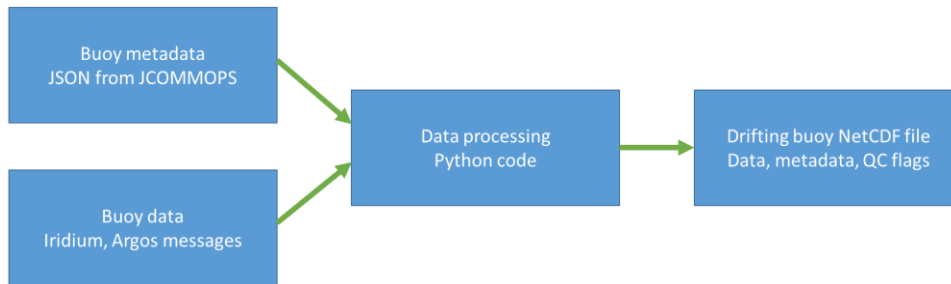 Buoy metadata
JSON from JCOMMOPS
Data processing
Python code
Drifting buoy NetCDF file
Data, metadata, QC flags
Buoy data
Iridium, Argos messages